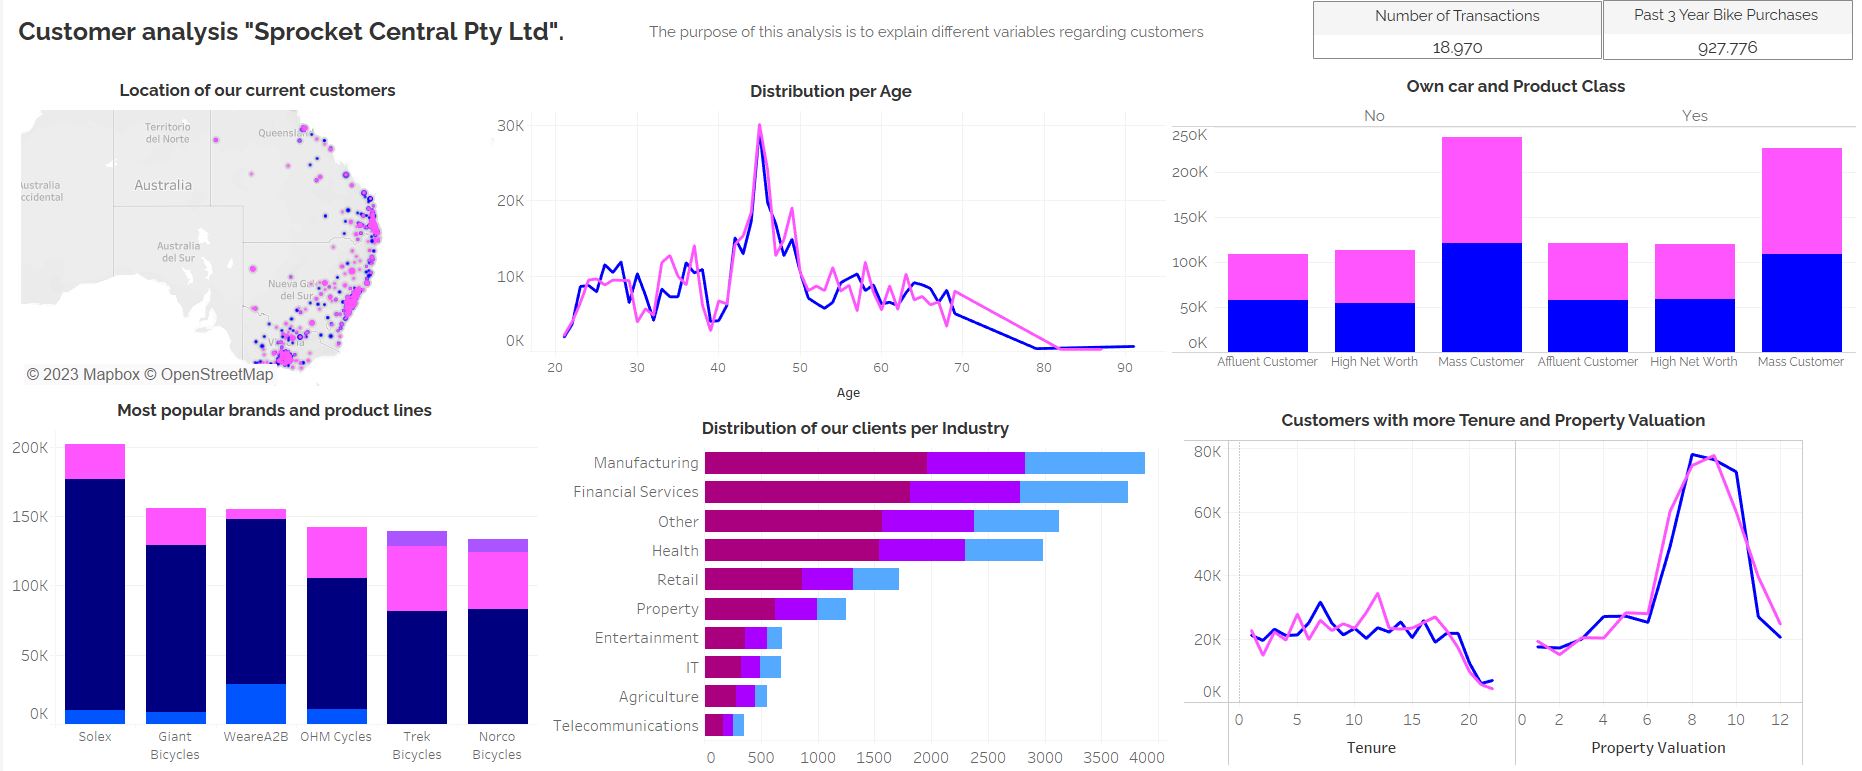 Customer analysis "Sprocket Central Pty Ltd".
The purpose of this analysis is to explain different variables regarding customers
Number of Transactions
18.970
Past 3 Year Bike Purchases
927.776
Location of our current customers
Territorio
del Norte
Queensland
Australia
Australia
del Sur
Nueva Ga
del Sur
© 2023 Mapbox © OpenStreetMap
Distribution per Age
30K
20K
10K
0K
20 30 40 50 60 70 80 90
Age
Own car and Product Class
No Yes
250K
200K
150K
100K
50K
0K
Affluent Customer High Net Worth Mass Customer Affluent Customer High Net Worth Mass Customer
Most popular brands and product lines
200K
150K
100K
50K
0K
Solex
Giant
Bicycles
WeareA2B
OHM Cycles
Trek
Bicycles
Norco
Bicycles
Distribution of our clients per Industry
Manufacturing
Financial Services
Other
Health
Retail
Property
Entertainment
IT
Agriculture
Telecommunications
0 500 1000 1500 2000 2500 3000 3500 4000
Customers with more Tenure and Property Valuation
80K
60K
40K
20K
0K
0 5 10 15 20
Tenure
0 2 4 6 8 10 12
Property Valuation